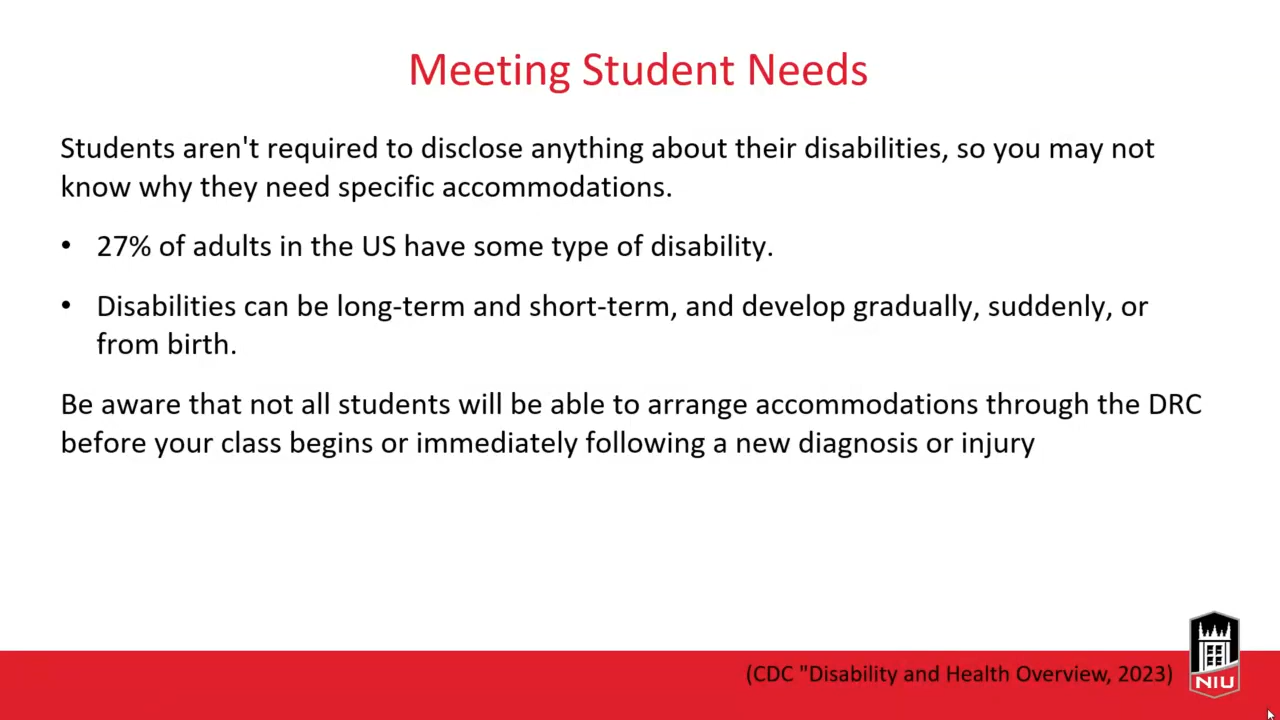 Meeting Student Needs
Students aren't required to disclose anything about their disabilities, so you may not
know why they need specific accommodations.
• 27% of adults in the US have some type of disability.
• Disabilities can be long-term and short-term, and develop gradually, suddenly, or
from birth.
Be aware that not all students will be able to arrange accommodations through the DRC
before your class begins or immediately following a new diagnosis or injury
(CDC "Disability and Health Overview, 2023)
NIU